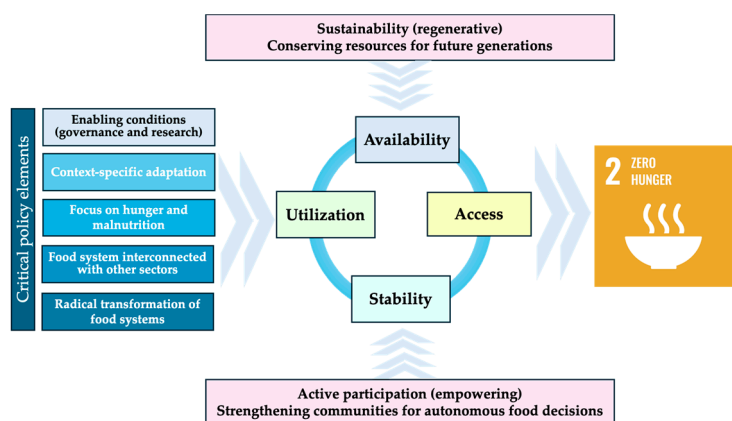 Sustainability (regenerative)
Conserving resources for future generations
Critical policy elements
Enabling conditions
(governance and research)
Context-specific adaptation
Focus on hunger and
malnutrition
Food system interconnected
with other sectors
Radical transformation of
food systems
Availability
Utilization
Access
Stability
2 ZERO
HUNGER
Active participation (empowering)
Strengthening communities for autonomous food decisions